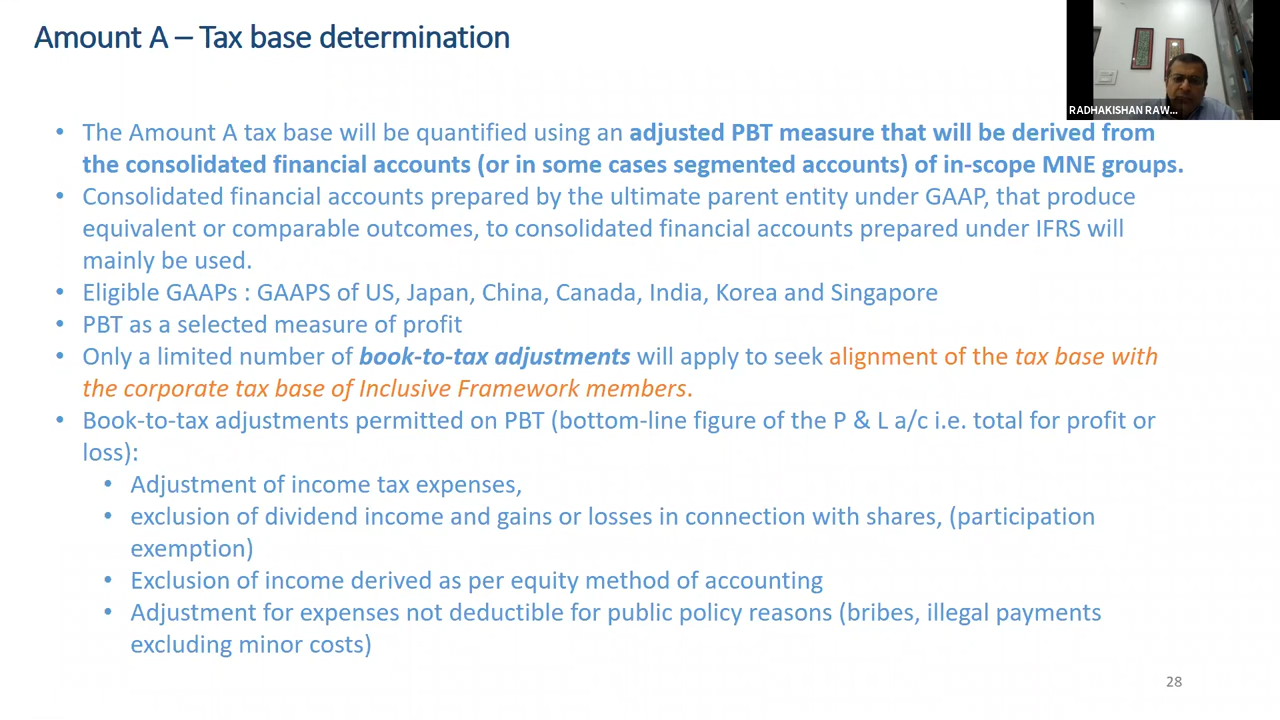 Amount A – Tax base determination
RADHAKISHAN RAW...
• The Amount A tax base will be quantified using an adjusted PBT measure that will be derived from
the consolidated financial accounts (or in some cases segmented accounts) of in-scope MNE groups.
• Consolidated financial accounts prepared by the ultimate parent entity under GAAP, that produce
equivalent or comparable outcomes, to consolidated financial accounts prepared under IFRS will
mainly be used.
• Eligible GAAPs : GAAPS of US, Japan, China, Canada, India, Korea and Singapore
• PBT as a selected measure of profit
• Only a limited number of book-to-tax adjustments will apply to seek alignment of the tax base with
the corporate tax base of Inclusive Framework members.
• Book-to-tax adjustments permitted on PBT (bottom-line figure of the P & L a/c i.e. total for profit or
loss):
• Adjustment of income tax expenses,
• exclusion of dividend income and gains or losses in connection with shares, (participation
exemption)
• Exclusion of income derived as per equity method of accounting
• Adjustment for expenses not deductible for public policy reasons (bribes, illegal payments
excluding minor costs)
28